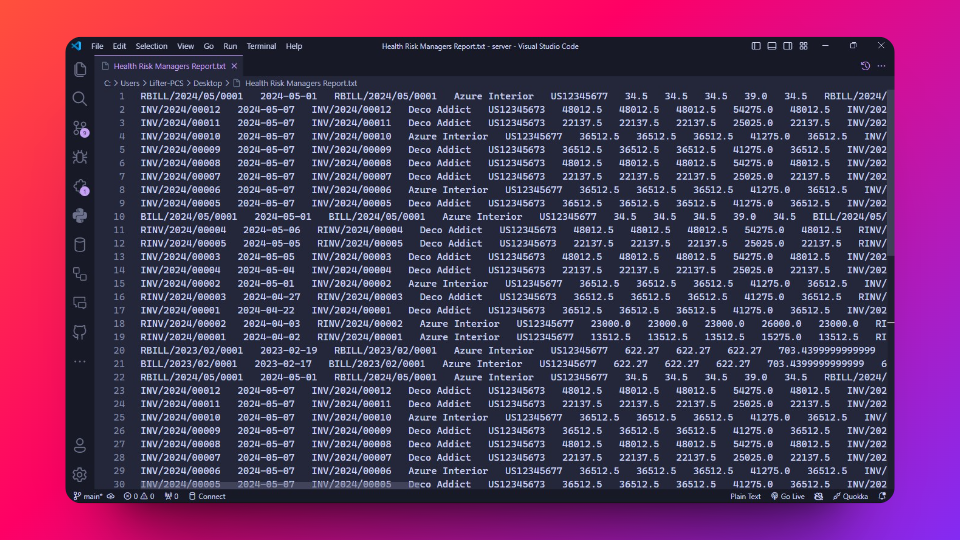 File Edit Selection View Go Run Terminal Help Health Risk Managers Report.txt - server - Visual Studio Code
Health Risk Managers Report.txt
C: > Users > Lifter-PCS > Desktop > Health Risk Managers Report.txt
1 RBILL/2024/05/0001 2024-05-01 RBILL/2024/05/0001 Azure Interior US12345677 34.5 34.5 34.5 39.0 34.5 RBILL/2024/
2 INV/2024/00012 2024-05-07 INV/2024/00012 Deco Addict US12345673 48012.5 48012.5 48012.5 54275.0 48012.5 INV/202
3 INV/2024/00011 2024-05-07 INV/2024/00011 Deco Addict US12345673 22137.5 22137.5 22137.5 25025.0 22137.5 INV/202
4 INV/2024/00010 2024-05-07 INV/2024/00010 Azure Interior US12345677 36512.5 36512.5 36512.5 41275.0 36512.5 INV/
5 INV/2024/00009 2024-05-07 INV/2024/00009 Deco Addict US12345673 36512.5 36512.5 36512.5 41275.0 36512.5 INV/202
6 INV/2024/00008 2024-05-07 INV/2024/00008 Deco Addict US12345673 48012.5 48012.5 48012.5 54275.0 48012.5 INV/202
7 INV/2024/00007 2024-05-07 INV/2024/00007 Deco Addict US12345673 22137.5 22137.5 22137.5 25025.0 22137.5 INV/202
8 INV/2024/00006 2024-05-07 INV/2024/00006 Azure Interior US12345677 36512.5 36512.5 36512.5 41275.0 36512.5 INV/
9 INV/2024/00005 2024-05-07 INV/2024/00005 Deco Addict US12345673 36512.5 36512.5 36512.5 41275.0 36512.5 INV/202
10 BILL/2024/05/0001 2024-05-01 BILL/2024/05/0001 Azure Interior US12345677 34.5 34.5 34.5 39.0 34.5 BILL/2024/05/
11 RINV/2024/00004 2024-05-06 RINV/2024/00004 Deco Addict US12345673 48012.5 48012.5 48012.5 54275.0 48012.5 RINV/
12 RINV/2024/00005 2024-05-05 RINV/2024/00005 Deco Addict US12345673 22137.5 22137.5 22137.5 25025.0 22137.5 RINV/
13 INV/2024/00003 2024-05-05 INV/2024/00003 Deco Addict US12345673 48012.5 48012.5 48012.5 54275.0 48012.5 INV/202
14 INV/2024/00004 2024-05-04 INV/2024/00004 Deco Addict US12345673 22137.5 22137.5 22137.5 25025.0 22137.5 INV/202
15 INV/2024/00002 2024-05-01 INV/2024/00002 Azure Interior US12345677 36512.5 36512.5 36512.5 41275.0 36512.5 INV/
16 RINV/2024/00003 2024-04-27 RINV/2024/00003 Deco Addict US12345673 36512.5 36512.5 36512.5 41275.0 36512.5 RINV/
17 INV/2024/00001 2024-04-22 INV/2024/00001 Deco Addict US12345673 36512.5 36512.5 36512.5 41275.0 36512.5 INV/202
18 RINV/2024/00002 2024-04-03 RINV/2024/00002 Azure Interior US12345677 23000.0 23000.0 23000.0 26000.0 23000.0 RI
19 RINV/2024/00001 2024-04-02 RINV/2024/00001 Azure Interior US12345677 13512.5 13512.5 13512.5 15275.0 13512.5 RI
20 RBILL/2023/02/0001 2023-02-19 RBILL/2023/02/0001 Azure Interior US12345677 622.27 622.27 622.27 703.4399999999999
21 BILL/2023/02/0001 2023-02-17 BILL/2023/02/0001 Azure Interior US12345677 622.27 622.27 622.27 703.4399999999999 6
22 RBILL/2024/05/0001 2024-05-01 RBILL/2024/05/0001 Azure Interior US12345677 34.5 34.5 34.5 39.0 34.5 RBILL/2024/
23 INV/2024/00012 2024-05-07 INV/2024/00012 Deco Addict US12345673 48012.5 48012.5 48012.5 54275.0 48012.5 INV/202
24 INV/2024/00011 2024-05-07 INV/2024/00011 Deco Addict US12345673 22137.5 22137.5 22137.5 25025.0 22137.5 INV/202
25 INV/2024/00010 2024-05-07 INV/2024/00010 Azure Interior US12345677 36512.5 36512.5 36512.5 41275.0 36512.5 INV/
26 INV/2024/00009 2024-05-07 INV/2024/00009 Deco Addict US12345673 36512.5 36512.5 36512.5 41275.0 36512.5 INV/202
27 INV/2024/00008 2024-05-07 INV/2024/00008 Deco Addict US12345673 48012.5 48012.5 48012.5 54275.0 48012.5 INV/202
28 INV/2024/00007 2024-05-07 INV/2024/00007 Deco Addict US12345673 22137.5 22137.5 22137.5 25025.0 22137.5 INV/202
29 INV/2024/00006 2024-05-07 INV/2024/00006 Azure Interior US12345677 36512.5 36512.5 36512.5 41275.0 36512.5 INV/
30 INV/2024/00005 2024-05-07 INV/2024/00005 Deco Addict US12345673 36512.5 36512.5 36512.5 41275.0 36512.5 INV/202
main* 0 0 0 Connect Plain Text Go Live Quokka